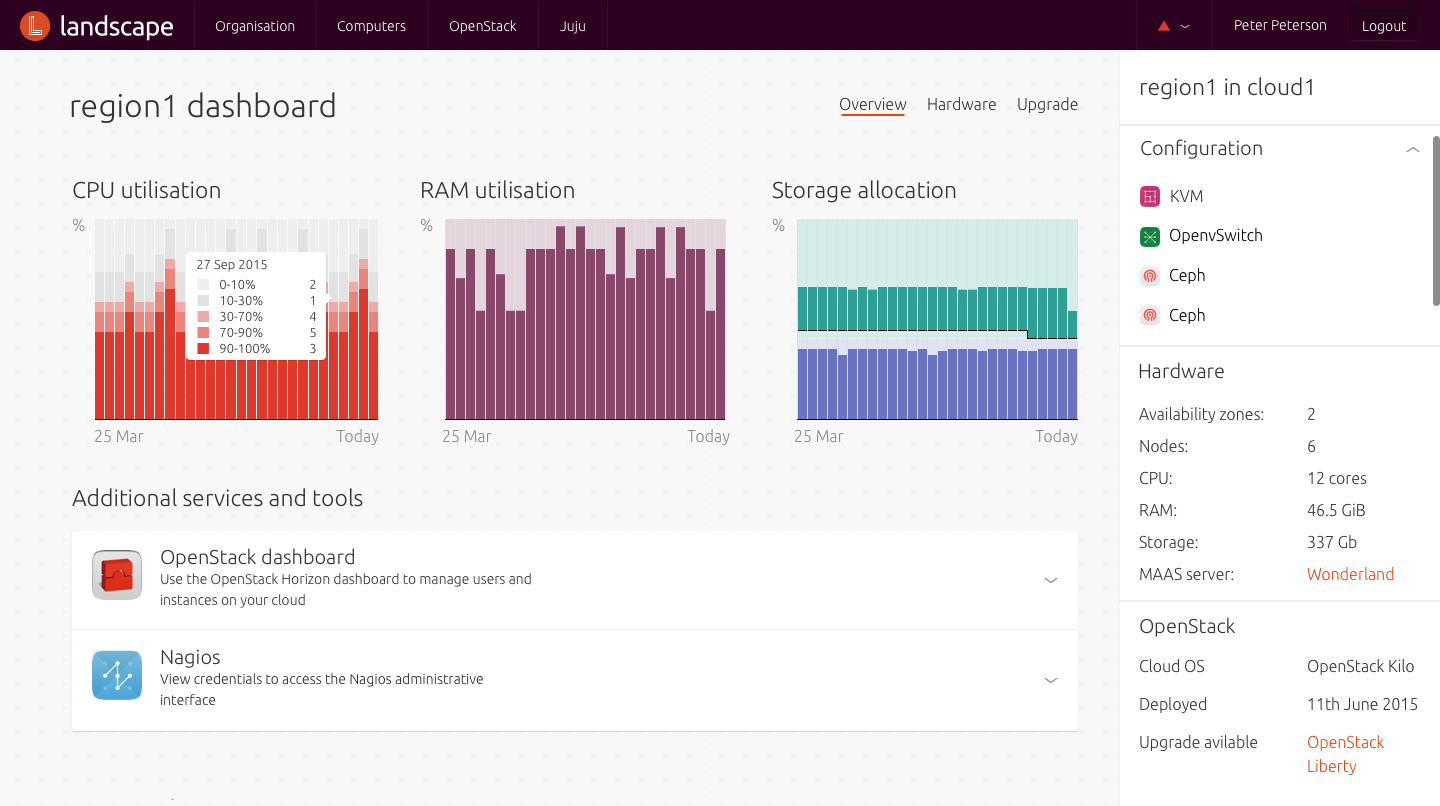 landscape
Organisation
Computers
OpenStack
Juju
Peter Peterson
Logout
region1 dashboard
Overview
Hardware
Upgrade
CPU utilisation
%
27 Sep 2015
0-10% 2
10-30% 1
30-70% 4
70-90% 5
90-100% 3
25 Mar
Today
RAM utilisation
%
25 Mar
Today
Storage allocation
%
25 Mar
Today
Additional services and tools
OpenStack dashboard
Use the OpenStack Horizon dashboard to manage users and
instances on your cloud
Nagios
View credentials to access the Nagios administrative
interface
region1 in cloud1
Configuration
KVM
OpenvSwitch
Ceph
Ceph
Hardware
Availability zones: 2
Nodes: 6
CPU: 12 cores
RAM: 46.5 GiB
Storage: 337 Gb
MAAS server: Wonderland
OpenStack
Cloud OS OpenStack Kilo
Deployed 11th June 2015
Upgrade avilable OpenStack
Liberty